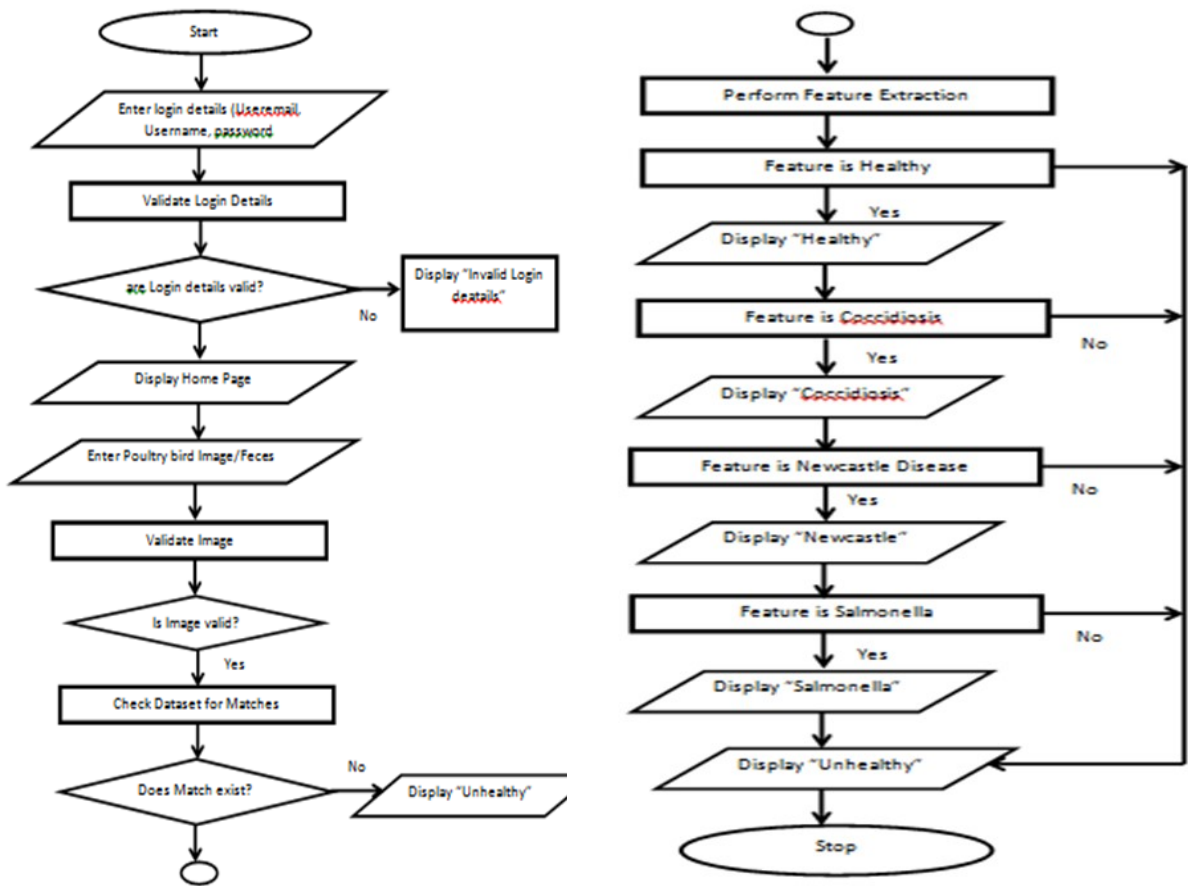 Start
Enter login details (Useremail,
Username, password
Validate Login Details
are Login details valid?
No
Display "Invalid Login
deatails"
Display Home Page
Enter Poultry bird Image/Feces
Validate Image
Is Image valid?
Yes
Check Dataset for Matches
Does Match exist?
No
Display "Unhealthy"
Perform Feature Extraction
Feature is Healthy
Yes
Display "Healthy"
Feature is Coccidiosis
No
Yes
Display "Coccidiosis"
Feature is Newcastle Disease
No
Yes
Display "Newcastle"
Feature is Salmonella
No
Yes
Display "Salmonella"
Display "Unhealthy"
Stop